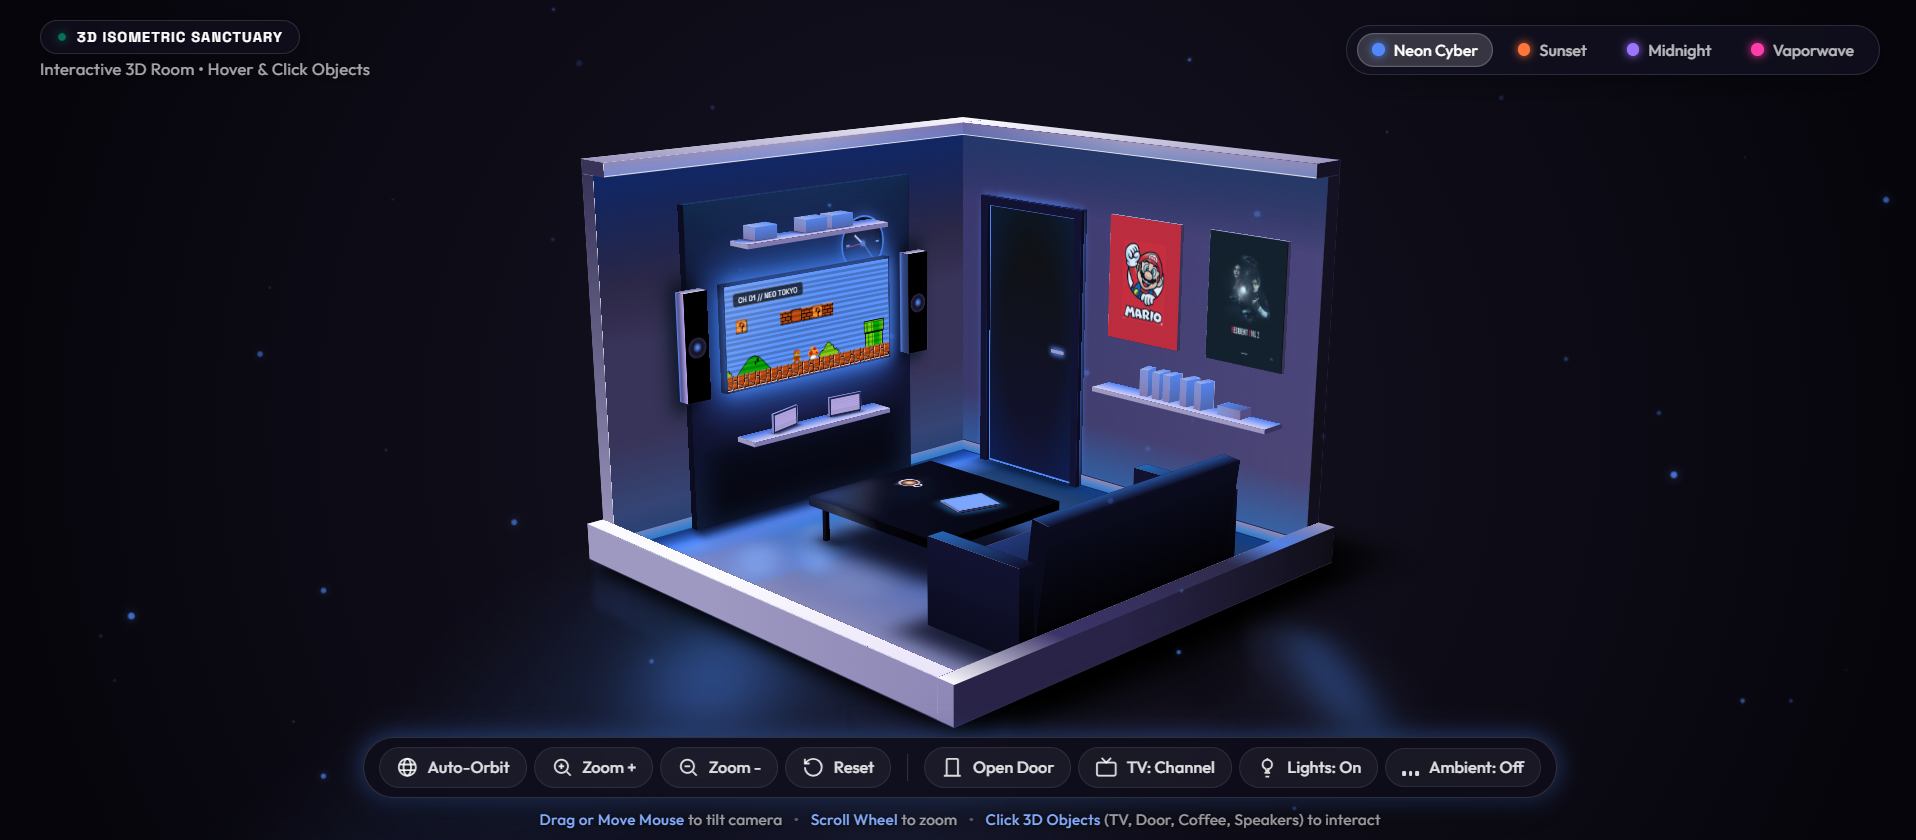 3D ISOMETRIC SANCTUARY
Interactive 3D Room • Hover & Click Objects
Neon Cyber
Sunset
Midnight
Vaporwave
CH 01 // NEO TOKYO
?
?
MARIO
Auto-Orbit
Zoom +
Zoom -
Reset
Open Door
TV: Channel
Lights: On
Ambient: Off
Drag or Move Mouse to tilt camera • Scroll Wheel to zoom • Click 3D Objects (TV, Door, Coffee, Speakers) to interact